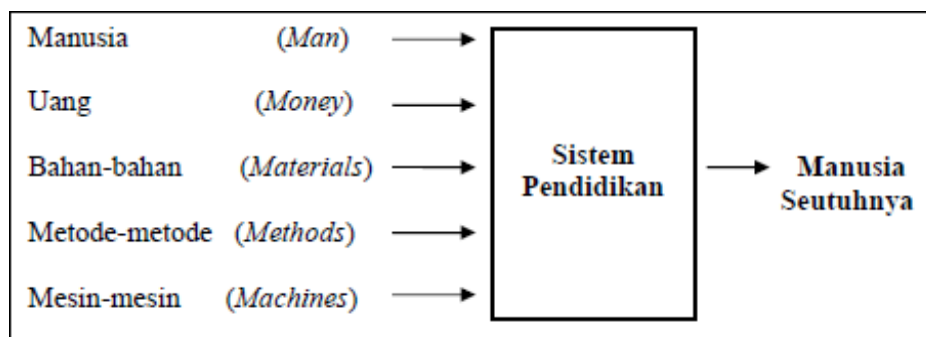 Manusia (Man)
Uang (Money)
Bahan-bahan (Materials)
Metode-metode (Methods)
Mesin-mesin (Machines)
Sistem
Pendidikan
Manusia
Seutuhnya